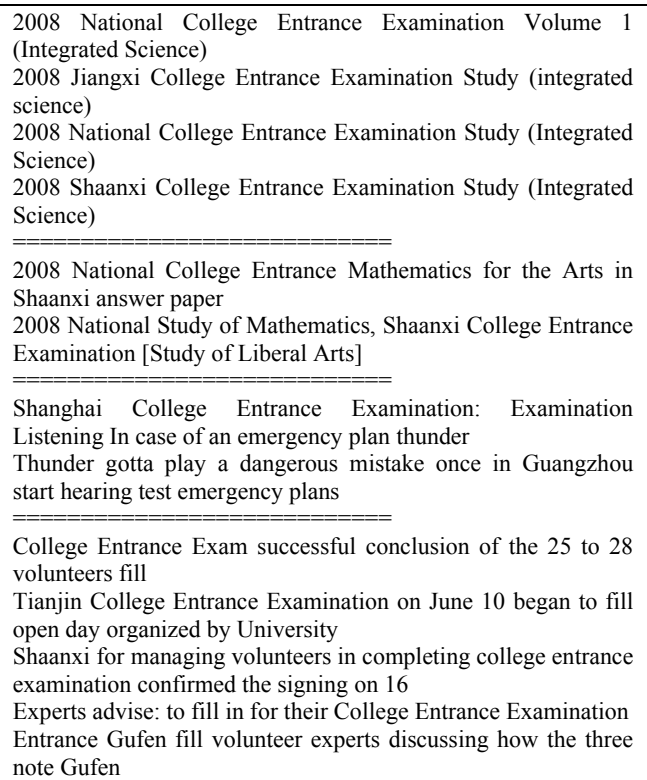 2008 National College Entrance Examination Volume 1
(Integrated Science)
2008 Jiangxi College Entrance Examination Study (integrated
science)
2008 National College Entrance Examination Study (Integrated
Science)
2008 Shaanxi College Entrance Examination Study (Integrated
Science)
============================
2008 National College Entrance Mathematics for the Arts in
Shaanxi answer paper
2008 National Study of Mathematics, Shaanxi College Entrance
Examination [Study of Liberal Arts]
============================
Shanghai College Entrance Examination: Examination
Listening In case of an emergency plan thunder
Thunder gotta play a dangerous mistake once in Guangzhou
start hearing test emergency plans
============================
College Entrance Exam successful conclusion of the 25 to 28
volunteers fill
Tianjin College Entrance Examination on June 10 began to fill
open day organized by University
Shaanxi for managing volunteers in completing college entrance
examination confirmed the signing on 16
Experts advise: to fill in for their College Entrance Examination
Entrance Gufen fill volunteer experts discussing how the three
note Gufen